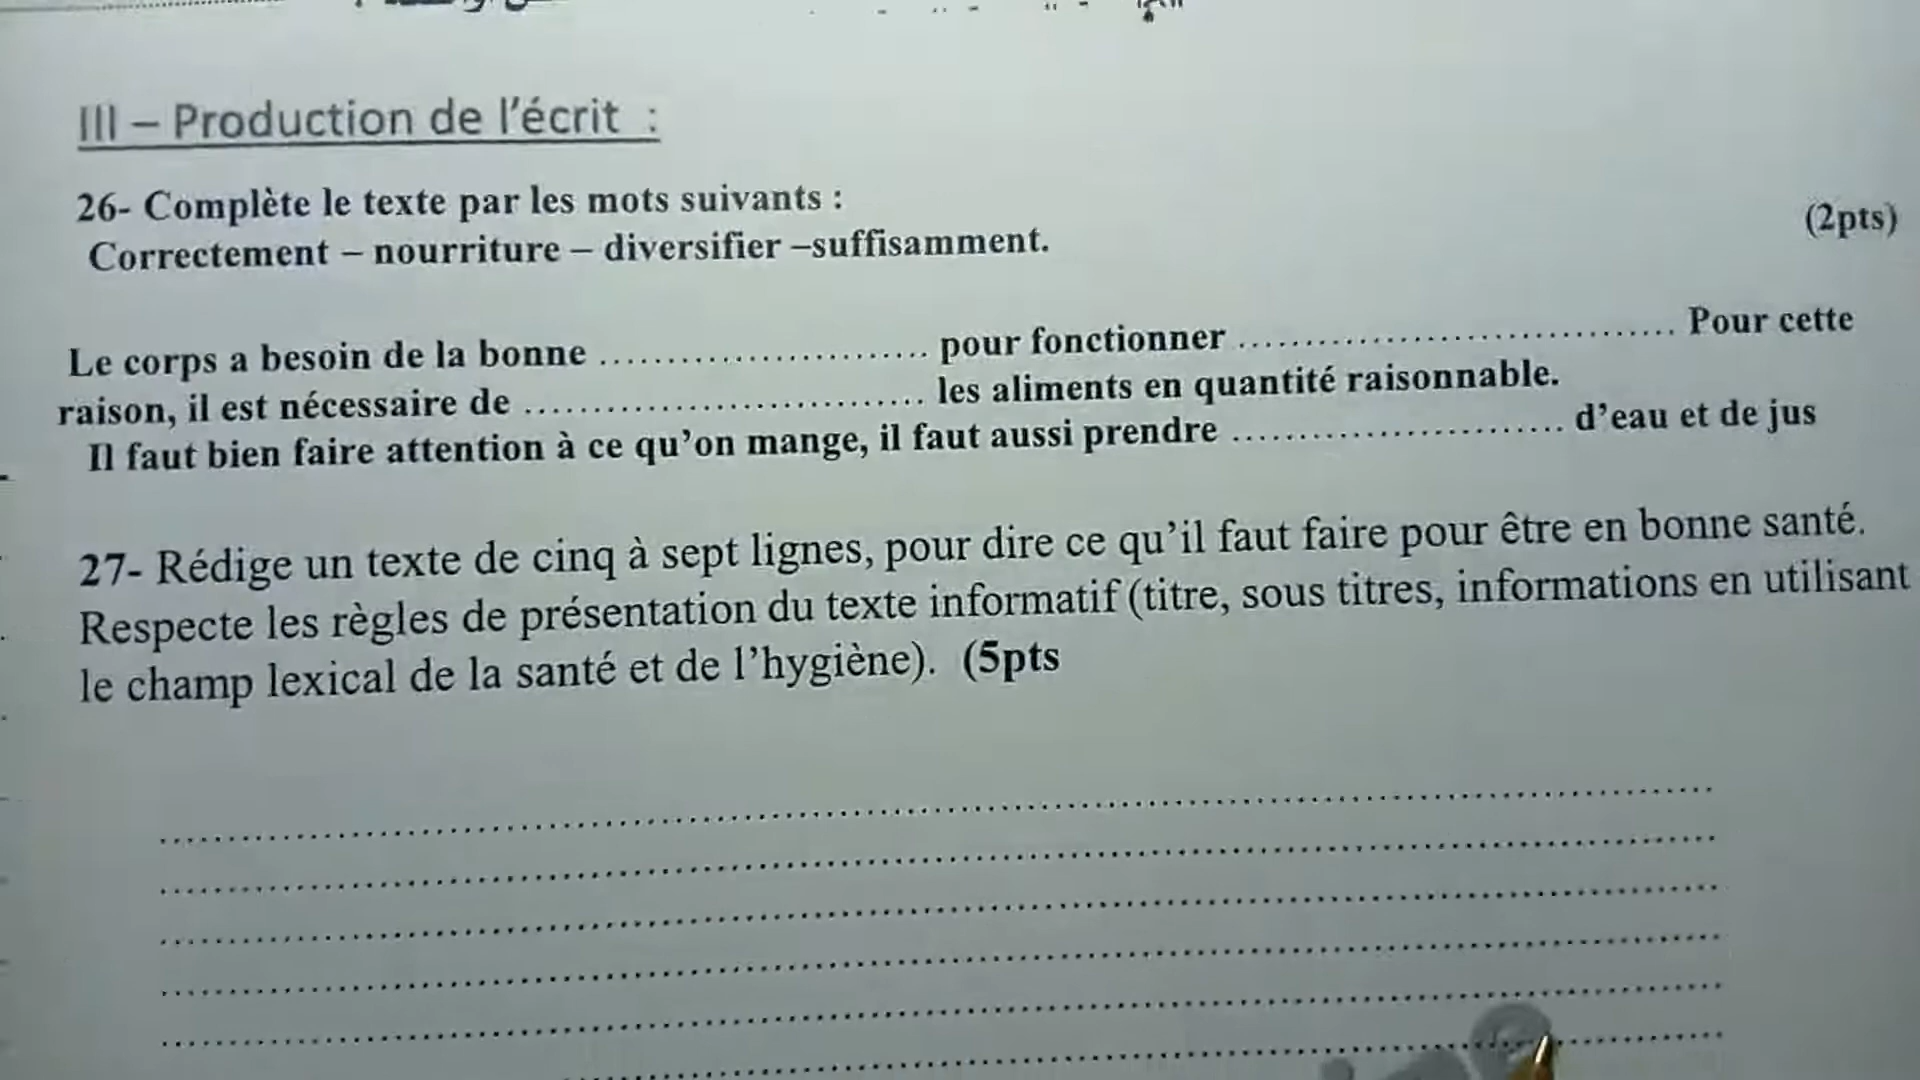 III – Production de l'écrit :
26- Complète le texte par les mots suivants :
(2pts)
Correctement – nourriture – diversifier –suffisamment.
Le corps a besoin de la bonne ........................ pour fonctionner ................................ Pour cette
raison, il est nécessaire de ............................. les aliments en quantité raisonnable.
Il faut bien faire attention à ce qu'on mange, il faut aussi prendre ........................ d'eau et de jus
27- Rédige un texte de cinq à sept lignes, pour dire ce qu'il faut faire pour être en bonne santé.
Respecte les règles de présentation du texte informatif (titre, sous titres, informations en utilisant
le champ lexical de la santé et de l'hygiène). (5pts